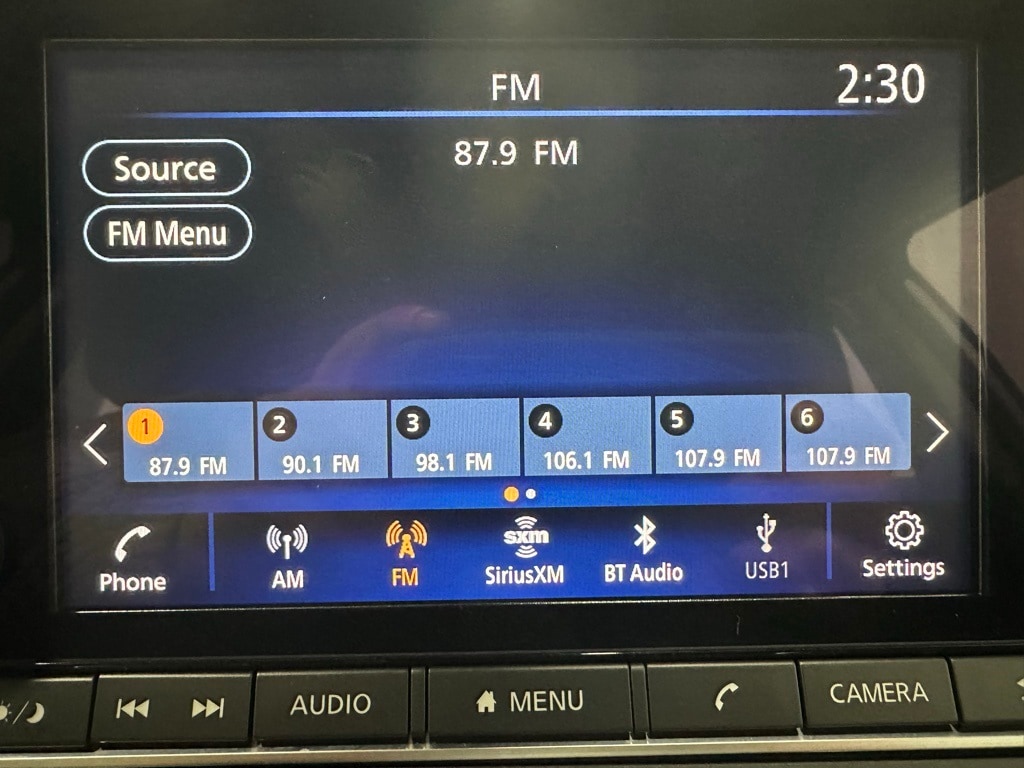 FM
2:30
87.9 FM
Source
FM Menu
1
2
3
4
5
6
87.9 FM
90.1 FM
98.1 FM
106.1 FM
107.9 FM
107.9 FM
sxm
Phone
AM
FM
SiriusXM
BT Audio
USB1
Settings
AUDIO
MENU
CAMERA